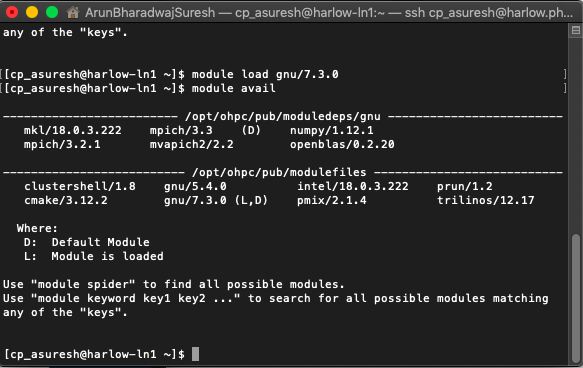 ArunBharadwajSuresh — cp_asuresh@harlow-ln1:~ — ssh cp_asuresh@harlow.ph...
any of the "keys".
[[cp_asuresh@harlow-ln1 ~]$ module load gnu/7.3.0 ]
[[cp_asuresh@harlow-ln1 ~]$ module avail ]
------------------------- /opt/ohpc/pub/moduledeps/gnu -------------------------
mkl/18.0.3.222    mpich/3.3    (D)    numpy/1.12.1
mpich/3.2.1    mvapich2/2.2    openblas/0.2.20
-------------------------- /opt/ohpc/pub/modulefiles ---------------------------
clustershell/1.8    gnu/5.4.0    intel/18.0.3.222    prun/1.2
cmake/3.12.2    gnu/7.3.0 (L,D)    pmix/2.1.4    trilinos/12.17
Where:
D:  Default Module
L:  Module is loaded
Use "module spider" to find all possible modules.
Use "module keyword key1 key2 ..." to search for all possible modules matching
any of the "keys".
[cp_asuresh@harlow-ln1 ~]$